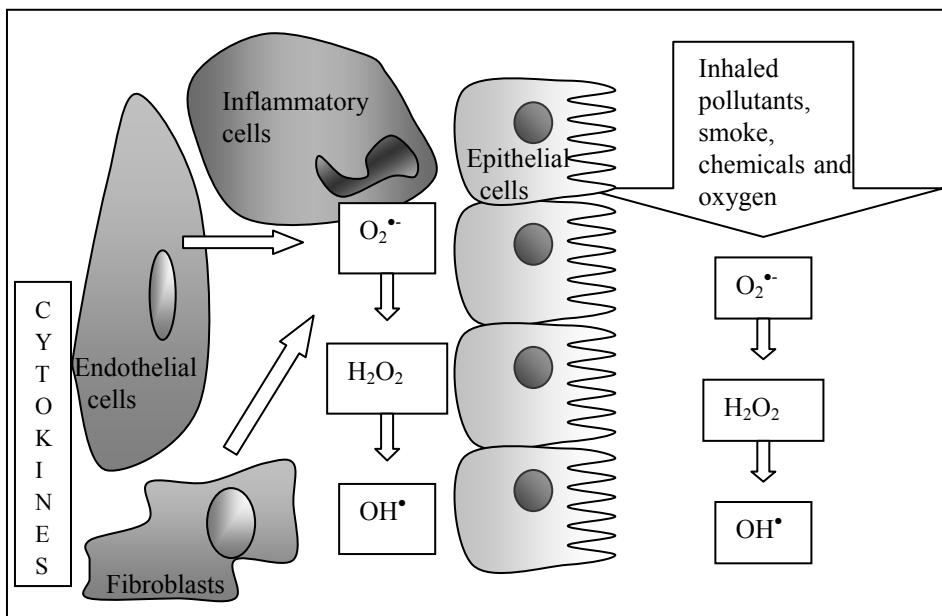 Inflammatory
cells
Inhaled
pollutants,
smoke,
chemicals and
oxygen
Epithelial
cells
O₂•-
H₂O₂
OH•
O₂•-
H₂O₂
OH•
C
Y
T
O
K
I
N
E
S
Endothelial
cells
Fibroblasts